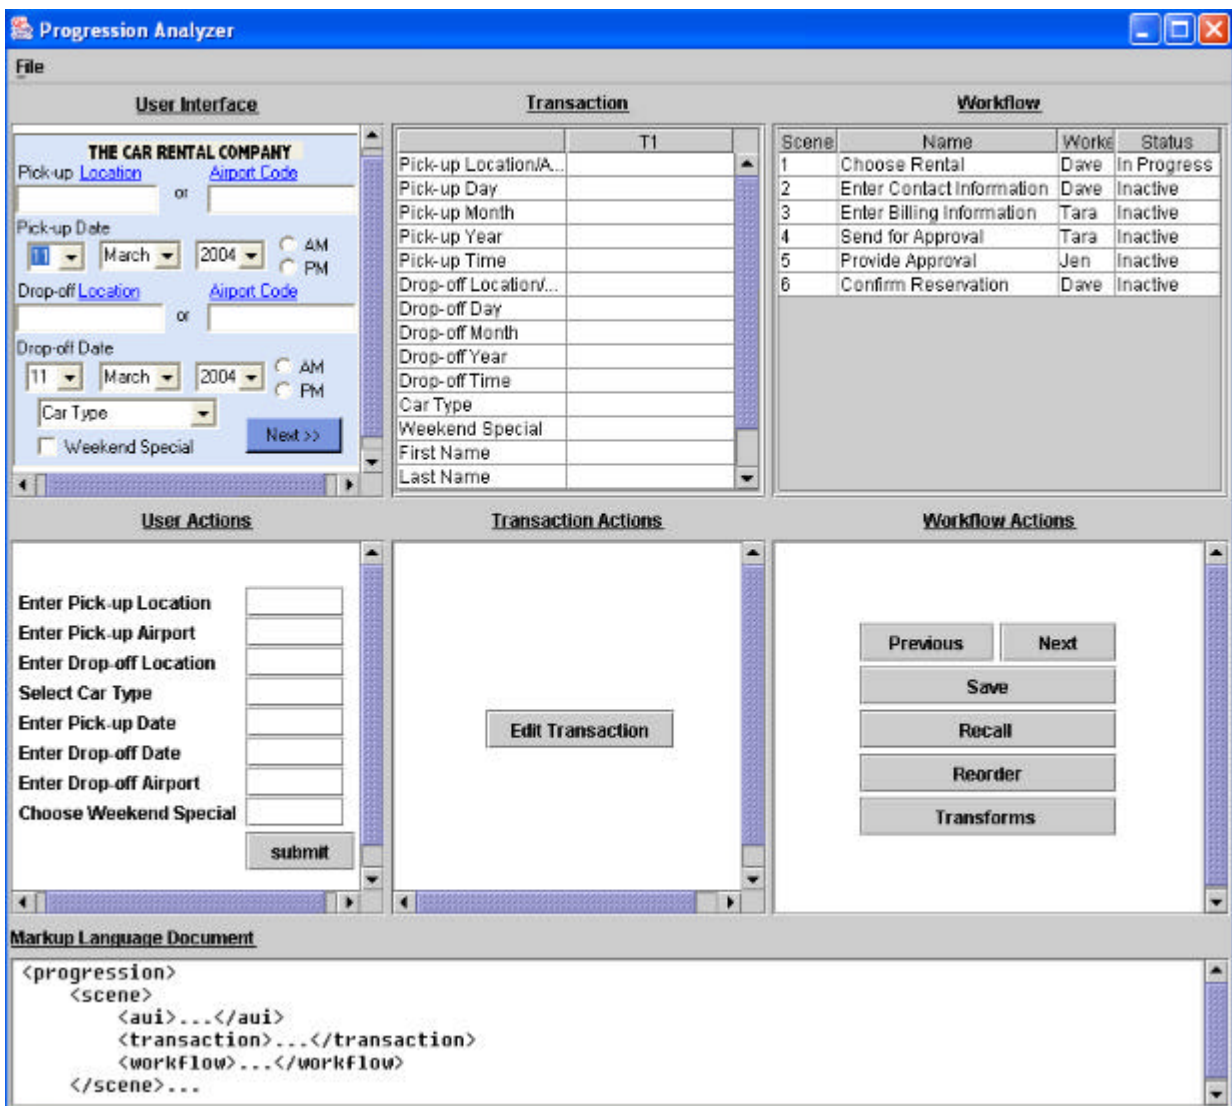 Progression Analyzer
File
User Interface
THE CAR RENTAL COMPANY
Pick-up Location Airport Code
or
Pick-up Date
11 March 2004 AM
PM
Drop-off Location Airport Code
or
Drop-off Date
11 March 2004 AM
PM
Car Type
Weekend Special Next >>
Transaction
T1
Pick-up Location/A...
Pick-up Day
Pick-up Month
Pick-up Year
Pick-up Time
Drop-off Location/...
Drop-off Day
Drop-off Month
Drop-off Year
Drop-off Time
Car Type
Weekend Special
First Name
Last Name
Workflow
Scene Name Worke Status
1 Choose Rental Dave In Progress
2 Enter Contact Information Dave Inactive
3 Enter Billing Information Tara Inactive
4 Send for Approval Tara Inactive
5 Provide Approval Jen Inactive
6 Confirm Reservation Dave Inactive
User Actions
Enter Pick-up Location
Enter Pick-up Airport
Enter Drop-off Location
Select Car Type
Enter Pick-up Date
Enter Drop-off Date
Enter Drop-off Airport
Choose Weekend Special
submit
Transaction Actions
Edit Transaction
Workflow Actions
Previous Next
Save
Recall
Reorder
Transforms
Markup Language Document
<progression>
<scene>
<aui>...</aui>
<transaction>...</transaction>
<workflow>...</workflow>
</scene>...